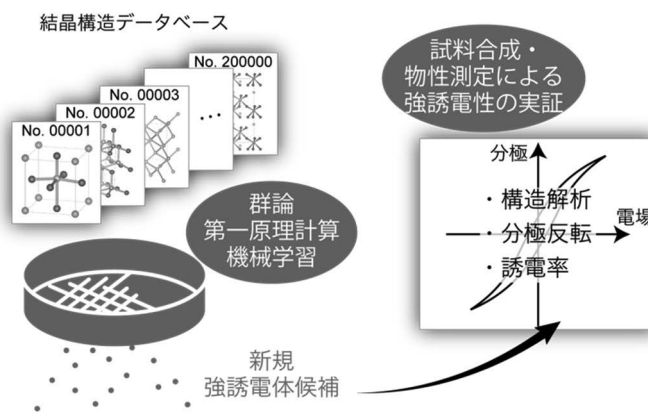 結晶構造データベース
No. 00001
No. 00002
No. 00003
...
No. 200000
群論
第一原理計算
機械学習
新規
強誘電体候補
試料合成・
物性測定による
強誘電性の実証
分極
電場
・構造解析
・分極反転
・誘電率